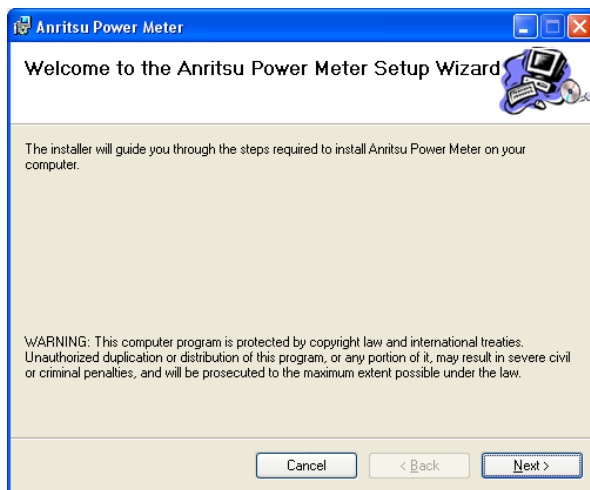 Anritsu Power Meter
Welcome to the Anritsu Power Meter Setup Wizard
The installer will guide you through the steps required to install Anritsu Power Meter on your
computer.
WARNING: This computer program is protected by copyright law and international treaties.
Unauthorized duplication or distribution of this program, or any portion of it, may result in severe civil
or criminal penalties, and will be prosecuted to the maximum extent possible under the law.
Cancel
< Back
Next >